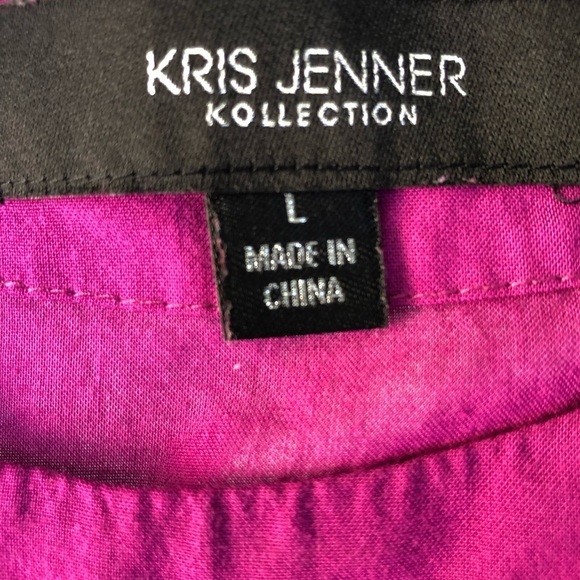 KRIS JENNER
KOLLECTION
L
MADE IN
CHINA